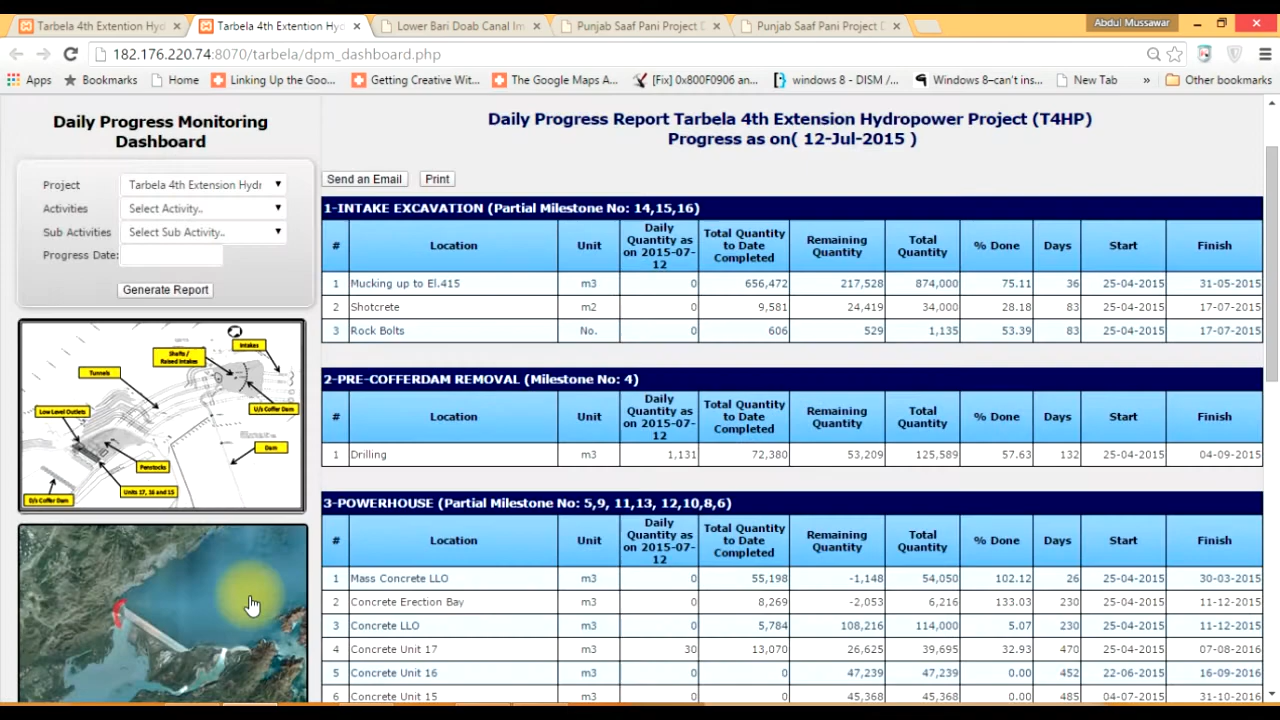 Tarbela 4th Extention Hyd
Tarbela 4th Extention Hyd
Lower Bari Doab Canal Im
Punjab Saaf Pani Project D
Punjab Saaf Pani Project D
Abdul Mussawar
182.176.220.74:8070/tarbela/dpm_dashboard.php
Apps Bookmarks Home Linking Up the Goo... Getting Creative Wit... The Google Maps A... [Fix] 0x800F0906 an... windows 8 - DISM /... Windows 8–can't ins... New Tab » Other bookmarks
Daily Progress Monitoring
Dashboard
Project Tarbela 4th Extension Hydr
Activities Select Activity..
Sub Activities Select Sub Activity..
Progress Date:
Generate Report
Intakes
Shafts /
Raised Intakes
Tunnels
Low Level Outlets
U/s Coffer Dam
Dam
Penstocks
Units 17, 16 and 15
D/s Coffer Dam
Daily Progress Report Tarbela 4th Extension Hydropower Project (T4HP)
Progress as on( 12-Jul-2015 )
Send an Email Print
1-INTAKE EXCAVATION (Partial Milestone No: 14,15,16)
# Location Unit Daily Quantity as on 2015-07-12 Total Quantity to Date Completed Remaining Quantity Total Quantity % Done Days Start Finish
1 Mucking up to El.415 m3 0 656,472 217,528 874,000 75.11 36 25-04-2015 31-05-2015
2 Shotcrete m2 0 9,581 24,419 34,000 28.18 83 25-04-2015 17-07-2015
3 Rock Bolts No. 0 606 529 1,135 53.39 83 25-04-2015 17-07-2015
2-PRE-COFFERDAM REMOVAL (Milestone No: 4)
# Location Unit Daily Quantity as on 2015-07-12 Total Quantity to Date Completed Remaining Quantity Total Quantity % Done Days Start Finish
1 Drilling m3 1,131 72,380 53,209 125,589 57.63 132 25-04-2015 04-09-2015
3-POWERHOUSE (Partial Milestone No: 5,9, 11,13, 12,10,8,6)
# Location Unit Daily Quantity as on 2015-07-12 Total Quantity to Date Completed Remaining Quantity Total Quantity % Done Days Start Finish
1 Mass Concrete LLO m3 0 55,198 -1,148 54,050 102.12 26 25-04-2015 30-03-2015
2 Concrete Erection Bay m3 0 8,269 -2,053 6,216 133.03 230 25-04-2015 11-12-2015
3 Concrete LLO m3 0 5,784 108,216 114,000 5.07 230 25-04-2015 11-12-2015
4 Concrete Unit 17 m3 30 13,070 26,625 39,695 32.93 470 25-04-2015 07-08-2016
5 Concrete Unit 16 m3 0 0 47,239 47,239 0.00 452 22-06-2015 16-09-2016
6 Concrete Unit 15 m3 0 0 45,368 45,368 0.00 485 04-07-2015 31-10-2016